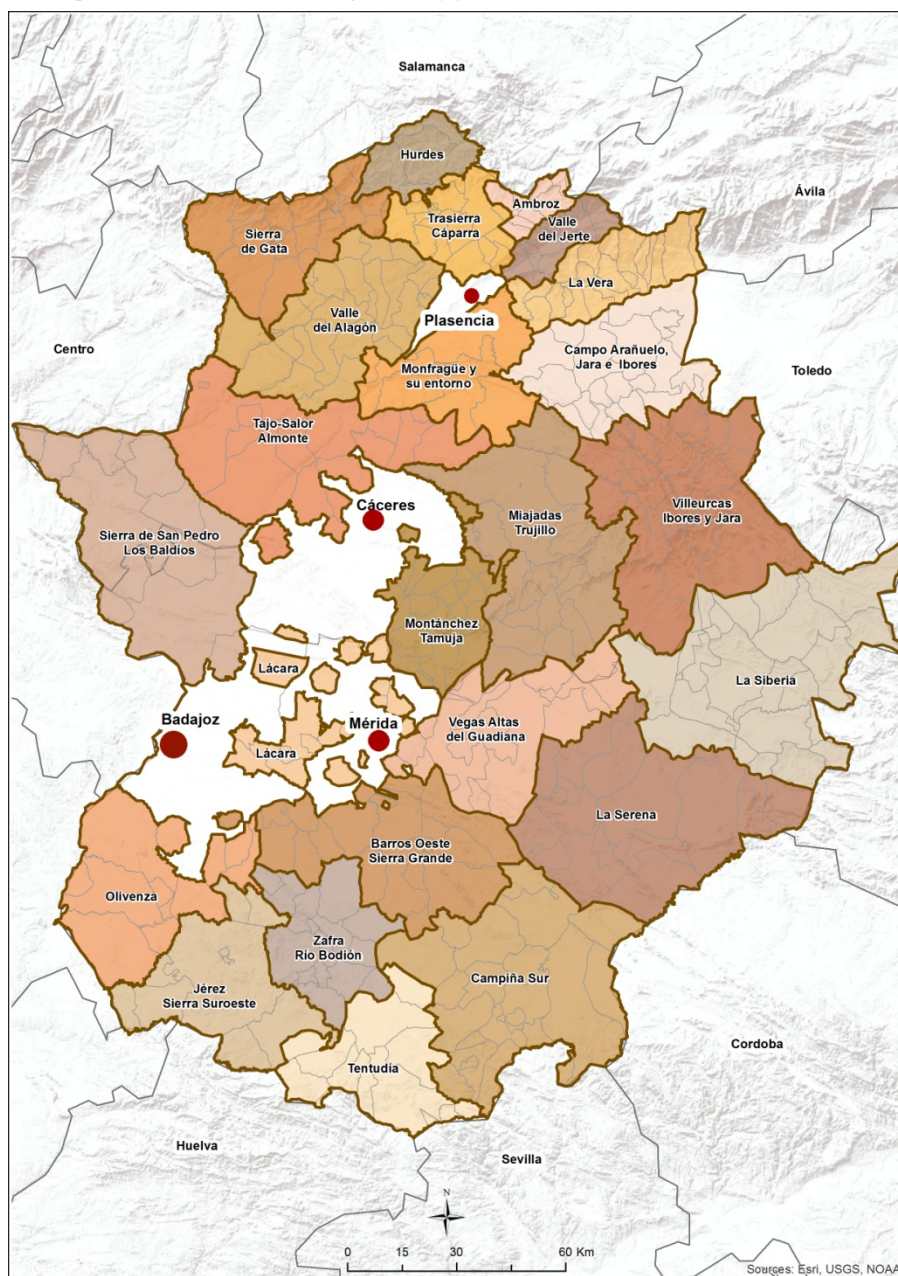 Salamanca
Hurdes
Ávila
Ambroz
Trasierra
Cáparra
Valle
del Jerte
Sierra
de Gata
La Vera
Valle
del Alagón
Plasencia
Centro
Campo Arañuelo,
Jara e Ibores
Monfragüe y
su entorno
Toledo
Tajo-Salor
Almonte
Cáceres
Villeurcas
Ibores y Jara
Miajadas
Trujillo
Sierra de San Pedro
Los Baldíos
Montánchez
Tamuja
Lácara
La Siberia
Badajoz
Mérida
Vegas Altas
del Guadiana
Lácara
La Serena
Barros Oeste
Sierra Grande
Olivenza
Zafra
Río Bodión
Campiña Sur
Jérez
Sierra Suroeste
Cordoba
Tentudía
Huelva
Sevilla
N
0 15 30 60 Km
Sources: Esri, USGS, NOAA